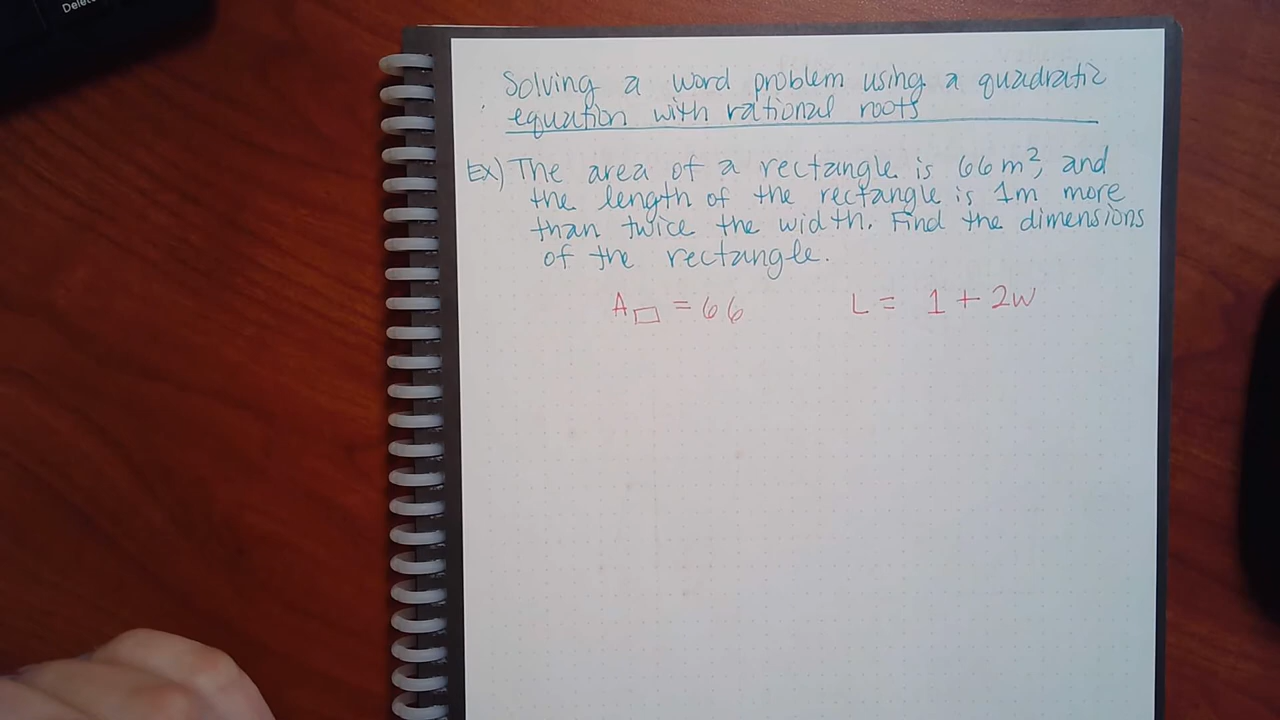 Delete
Solving a word problem using a quadratic
equation with rational roots
EX) The area of a rectangle is 66 m², and
the length of the rectangle is 1m more
than twice the width. Find the dimensions
of the rectangle.
A▭ = 66 L = 1 + 2w